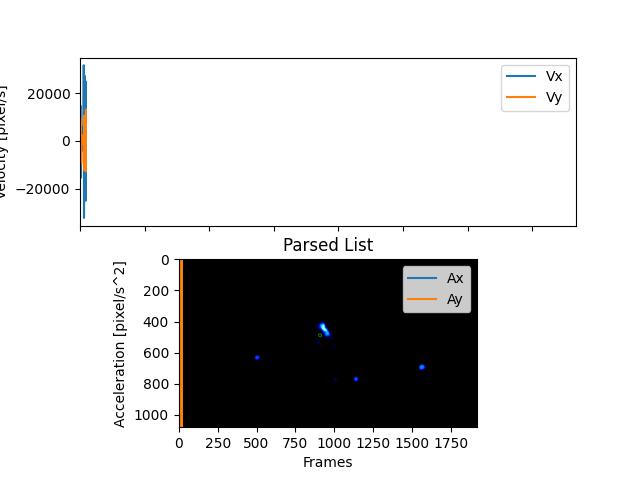 Velocity [pixel/s]
20000
0
−20000
Vx
Vy
Parsed List
Acceleration [pixel/s^2]
0
200
400
600
800
1000
Ax
Ay
0 250 500 750 1000 1250 1500 1750
Frames